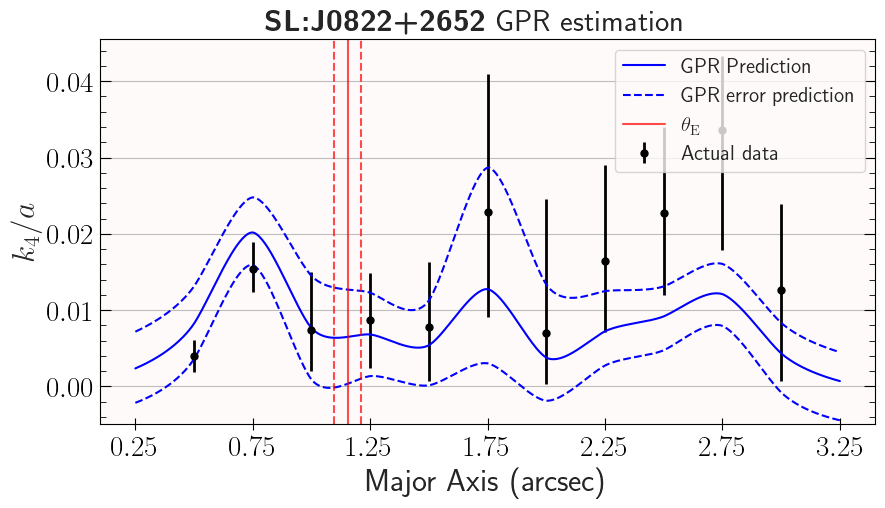 SL:J0822+2652 GPR estimation
GPR Prediction
GPR error prediction
θ_E
Actual data
k_4/a
0.04
0.03
0.02
0.01
0.00
0.25 0.75 1.25 1.75 2.25 2.75 3.25
Major Axis (arcsec)